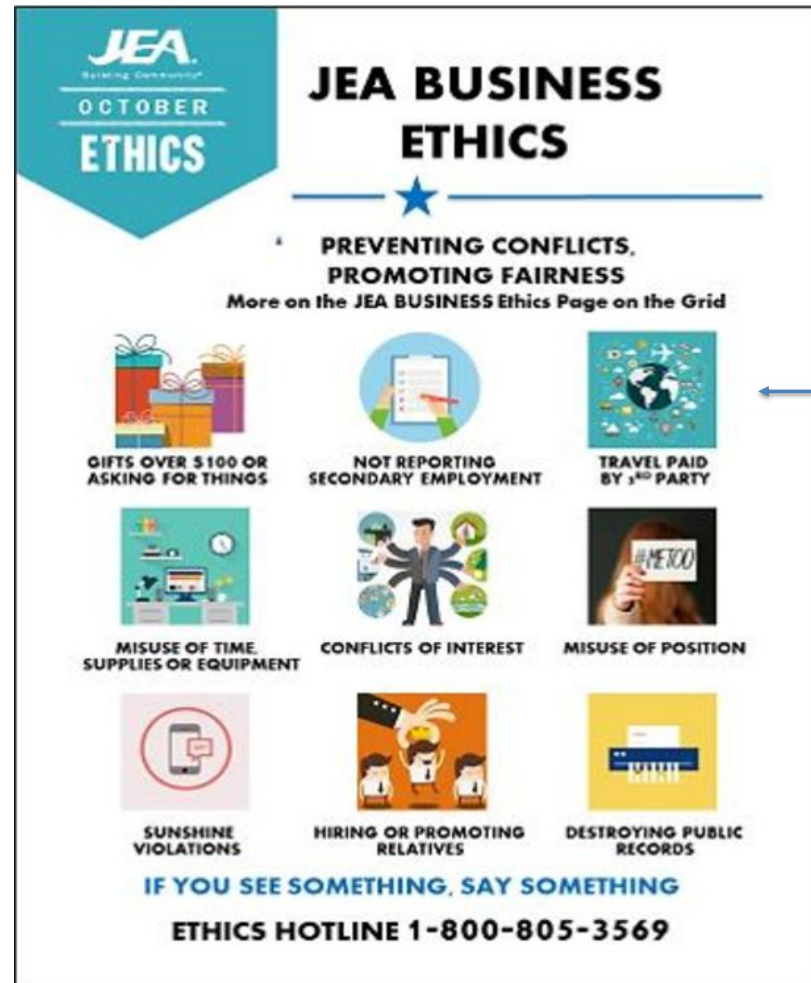 JEA.
Building Community®
OCTOBER
ETHICS
JEA BUSINESS
ETHICS
PREVENTING CONFLICTS,
PROMOTING FAIRNESS
More on the JEA BUSINESS Ethics Page on the Grid
GIFTS OVER $100 OR
ASKING FOR THINGS
NOT REPORTING
SECONDARY EMPLOYMENT
TRAVEL PAID
BY 3RD PARTY
MISUSE OF TIME,
SUPPLIES OR EQUIPMENT
CONFLICTS OF INTEREST
#METOO
MISUSE OF POSITION
SUNSHINE
VIOLATIONS
HIRING OR PROMOTING
RELATIVES
DESTROYING PUBLIC
RECORDS
IF YOU SEE SOMETHING, SAY SOMETHING
ETHICS HOTLINE 1-800-805-3569